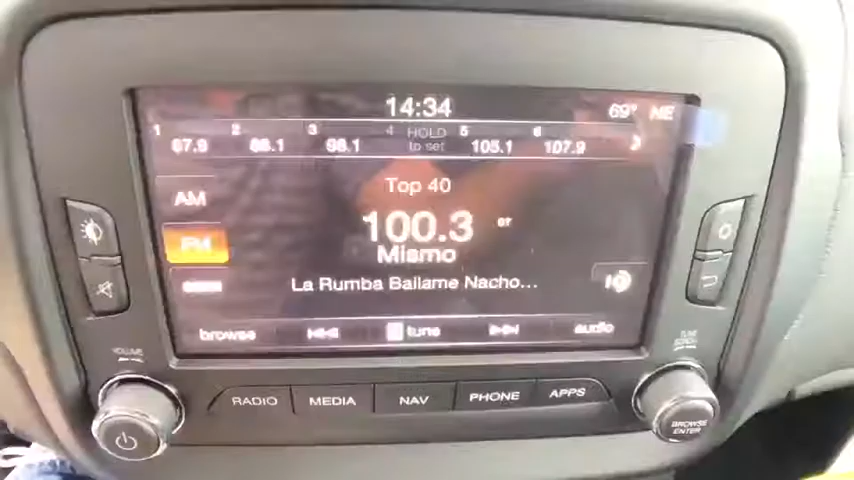 14:34
69° ME
1 2 3 4 HOLD 5 6
87.9 88.1 98.1 to set 105.1 107.9
Top 40
AM
100.3
FM
Mismo
La Rumba Bailame Nacho...
browse tune audio
VOLUME
TUNE
RADIO MEDIA NAV PHONE APPS
BROWSE
ENTER